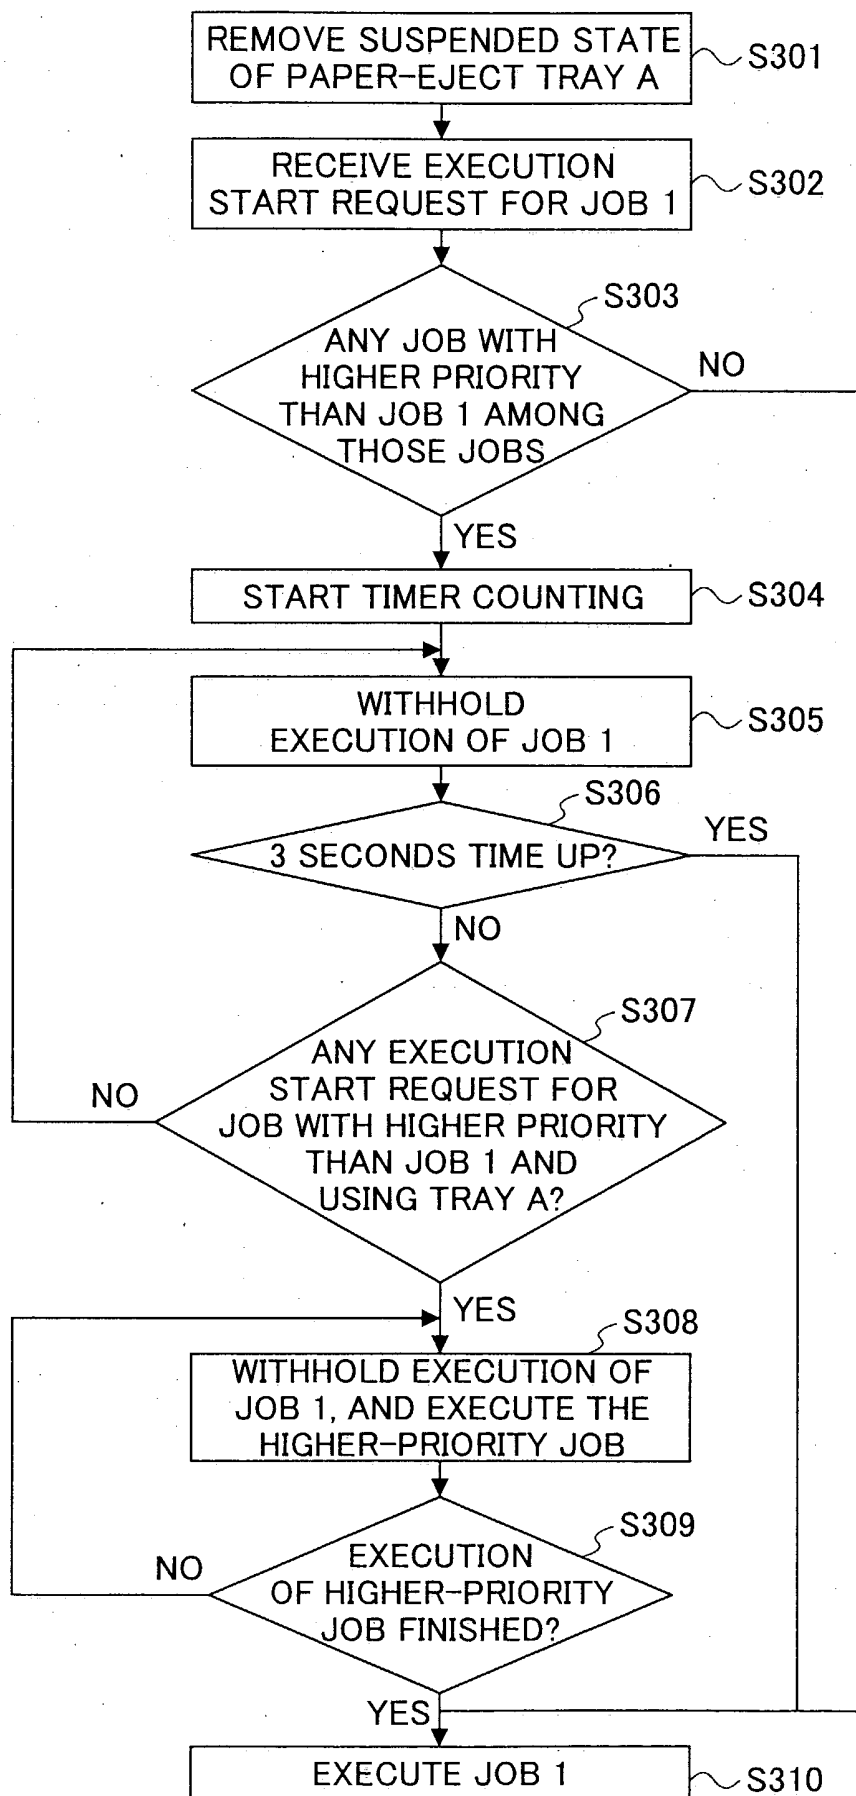 REMOVE SUSPENDED STATE
OF PAPER-EJECT TRAY A
S301
RECEIVE EXECUTION
START REQUEST FOR JOB 1
S302
S303
ANY JOB WITH
HIGHER PRIORITY
THAN JOB 1 AMONG
THOSE JOBS
NO
YES
START TIMER COUNTING
S304
WITHHOLD
EXECUTION OF JOB 1
S305
S306
3 SECONDS TIME UP?
YES
NO
S307
ANY EXECUTION
START REQUEST FOR
JOB WITH HIGHER PRIORITY
THAN JOB 1 AND
USING TRAY A?
NO
YES
S308
WITHHOLD EXECUTION OF
JOB 1, AND EXECUTE THE
HIGHER-PRIORITY JOB
S309
EXECUTION
OF HIGHER-PRIORITY
JOB FINISHED?
NO
YES
EXECUTE JOB 1
S310